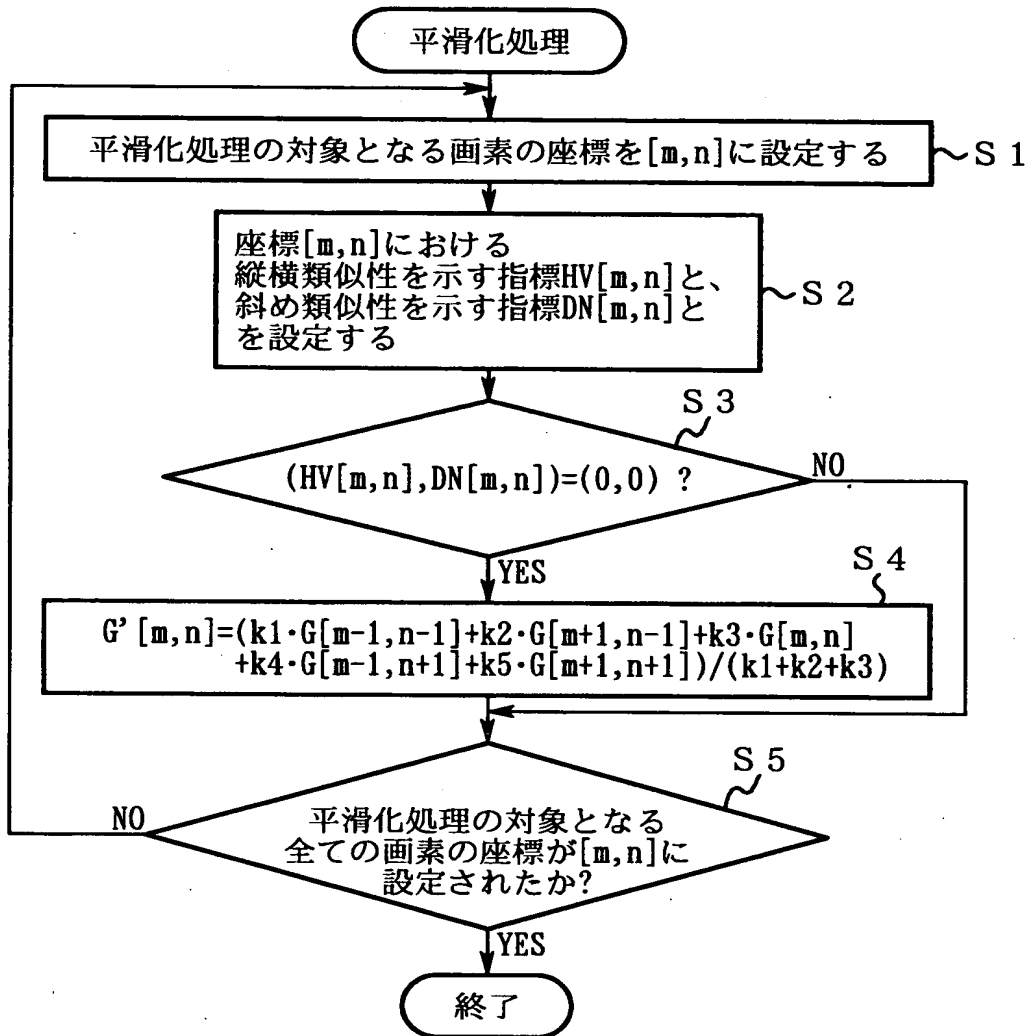 平滑化処理
平滑化処理の対象となる画素の座標を[m,n]に設定する
S1
座標[m,n]における
縦横類似性を示す指標HV[m,n]と、
斜め類似性を示す指標DN[m,n]と
を設定する
S2
S3
(HV[m,n],DN[m,n])=(0,0) ?
NO
YES
S4
G'[m,n]=(k1·G[m-1,n-1]+k2·G[m+1,n-1]+k3·G[m,n]
+k4·G[m-1,n+1]+k5·G[m+1,n+1])/(k1+k2+k3)
S5
NO
平滑化処理の対象となる
全ての画素の座標が[m,n]に
設定されたか?
YES
終了